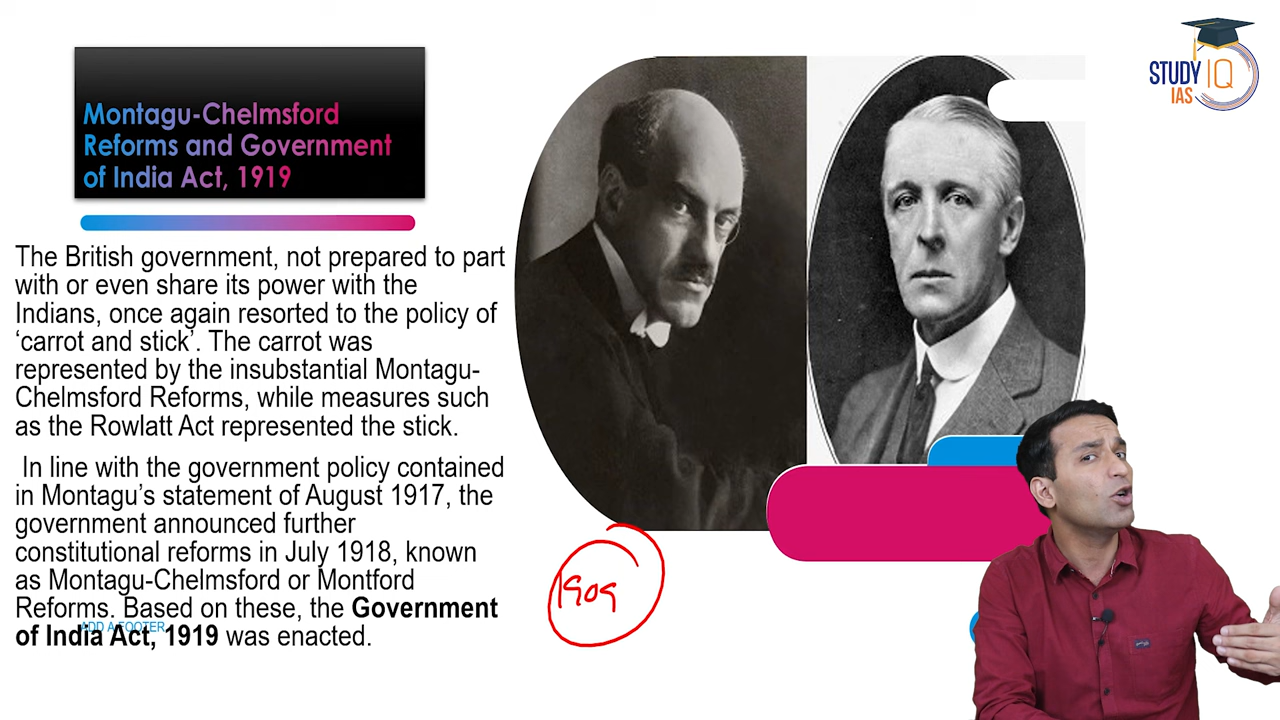 Montagu-Chelmsford
Reforms and Government
of India Act, 1919
The British government, not prepared to part
with or even share its power with the
Indians, once again resorted to the policy of
‘carrot and stick’. The carrot was
represented by the insubstantial Montagu-
Chelmsford Reforms, while measures such
as the Rowlatt Act represented the stick.
In line with the government policy contained
in Montagu’s statement of August 1917, the
government announced further
constitutional reforms in July 1918, known
as Montagu-Chelmsford or Montford
Reforms. Based on these, the Government
of India Act, 1919 was enacted.
ADD A FOOTER
1909
STUDY IQ
IAS